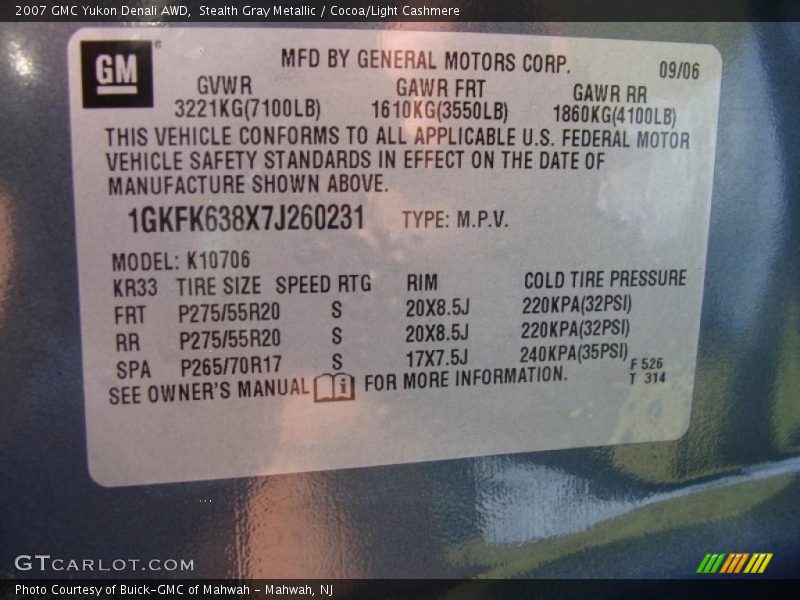 2007 GMC Yukon Denali AWD, Stealth Gray Metallic / Cocoa/Light Cashmere
GM
MFD BY GENERAL MOTORS CORP. 09/06
GVWR GAWR FRT GAWR RR
3221KG(7100LB) 1610KG(3550LB) 1860KG(4100LB)
THIS VEHICLE CONFORMS TO ALL APPLICABLE U.S. FEDERAL MOTOR
VEHICLE SAFETY STANDARDS IN EFFECT ON THE DATE OF
MANUFACTURE SHOWN ABOVE.
1GKFK638X7J260231 TYPE: M.P.V.
MODEL: K10706
KR33 TIRE SIZE SPEED RTG RIM COLD TIRE PRESSURE
FRT P275/55R20 S 20X8.5J 220KPA(32PSI)
RR P275/55R20 S 20X8.5J 220KPA(32PSI)
SPA P265/70R17 S 17X7.5J 240KPA(35PSI)
SEE OWNER'S MANUAL i FOR MORE INFORMATION.
F 526
T 314
GTCARLOT.COM
Photo Courtesy of Buick-GMC of Mahwah - Mahwah, NJ